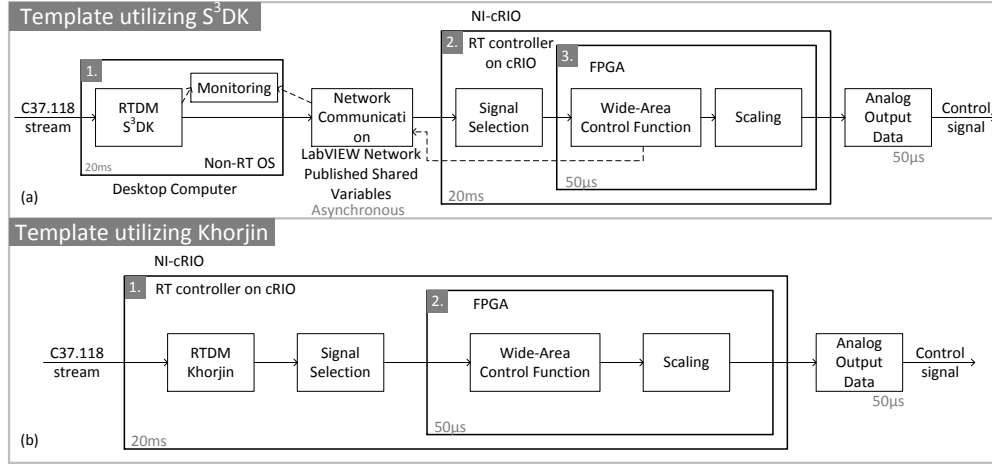 Template utilizing S³DK
NI-cRIO
1.
2.
RT controller
on cRIO
3.
FPGA
C37.118
stream
RTDM
S³DK
Monitoring
Network
Communicati
on
LabVIEW Network
Published Shared
Variables
Asynchronous
Signal
Selection
Wide-Area
Control Function
Scaling
Analog
Output
Data
Control
signal
50µs
20ms
Non-RT OS
Desktop Computer
50µs
20ms
(a)
Template utilizing Khorjin
NI-cRIO
1.
RT controller on cRIO
2.
FPGA
C37.118
stream
RTDM
Khorjin
Signal
Selection
Wide-Area
Control Function
Scaling
Analog
Output
Data
Control
signal
50µs
50µs
20ms
(b)